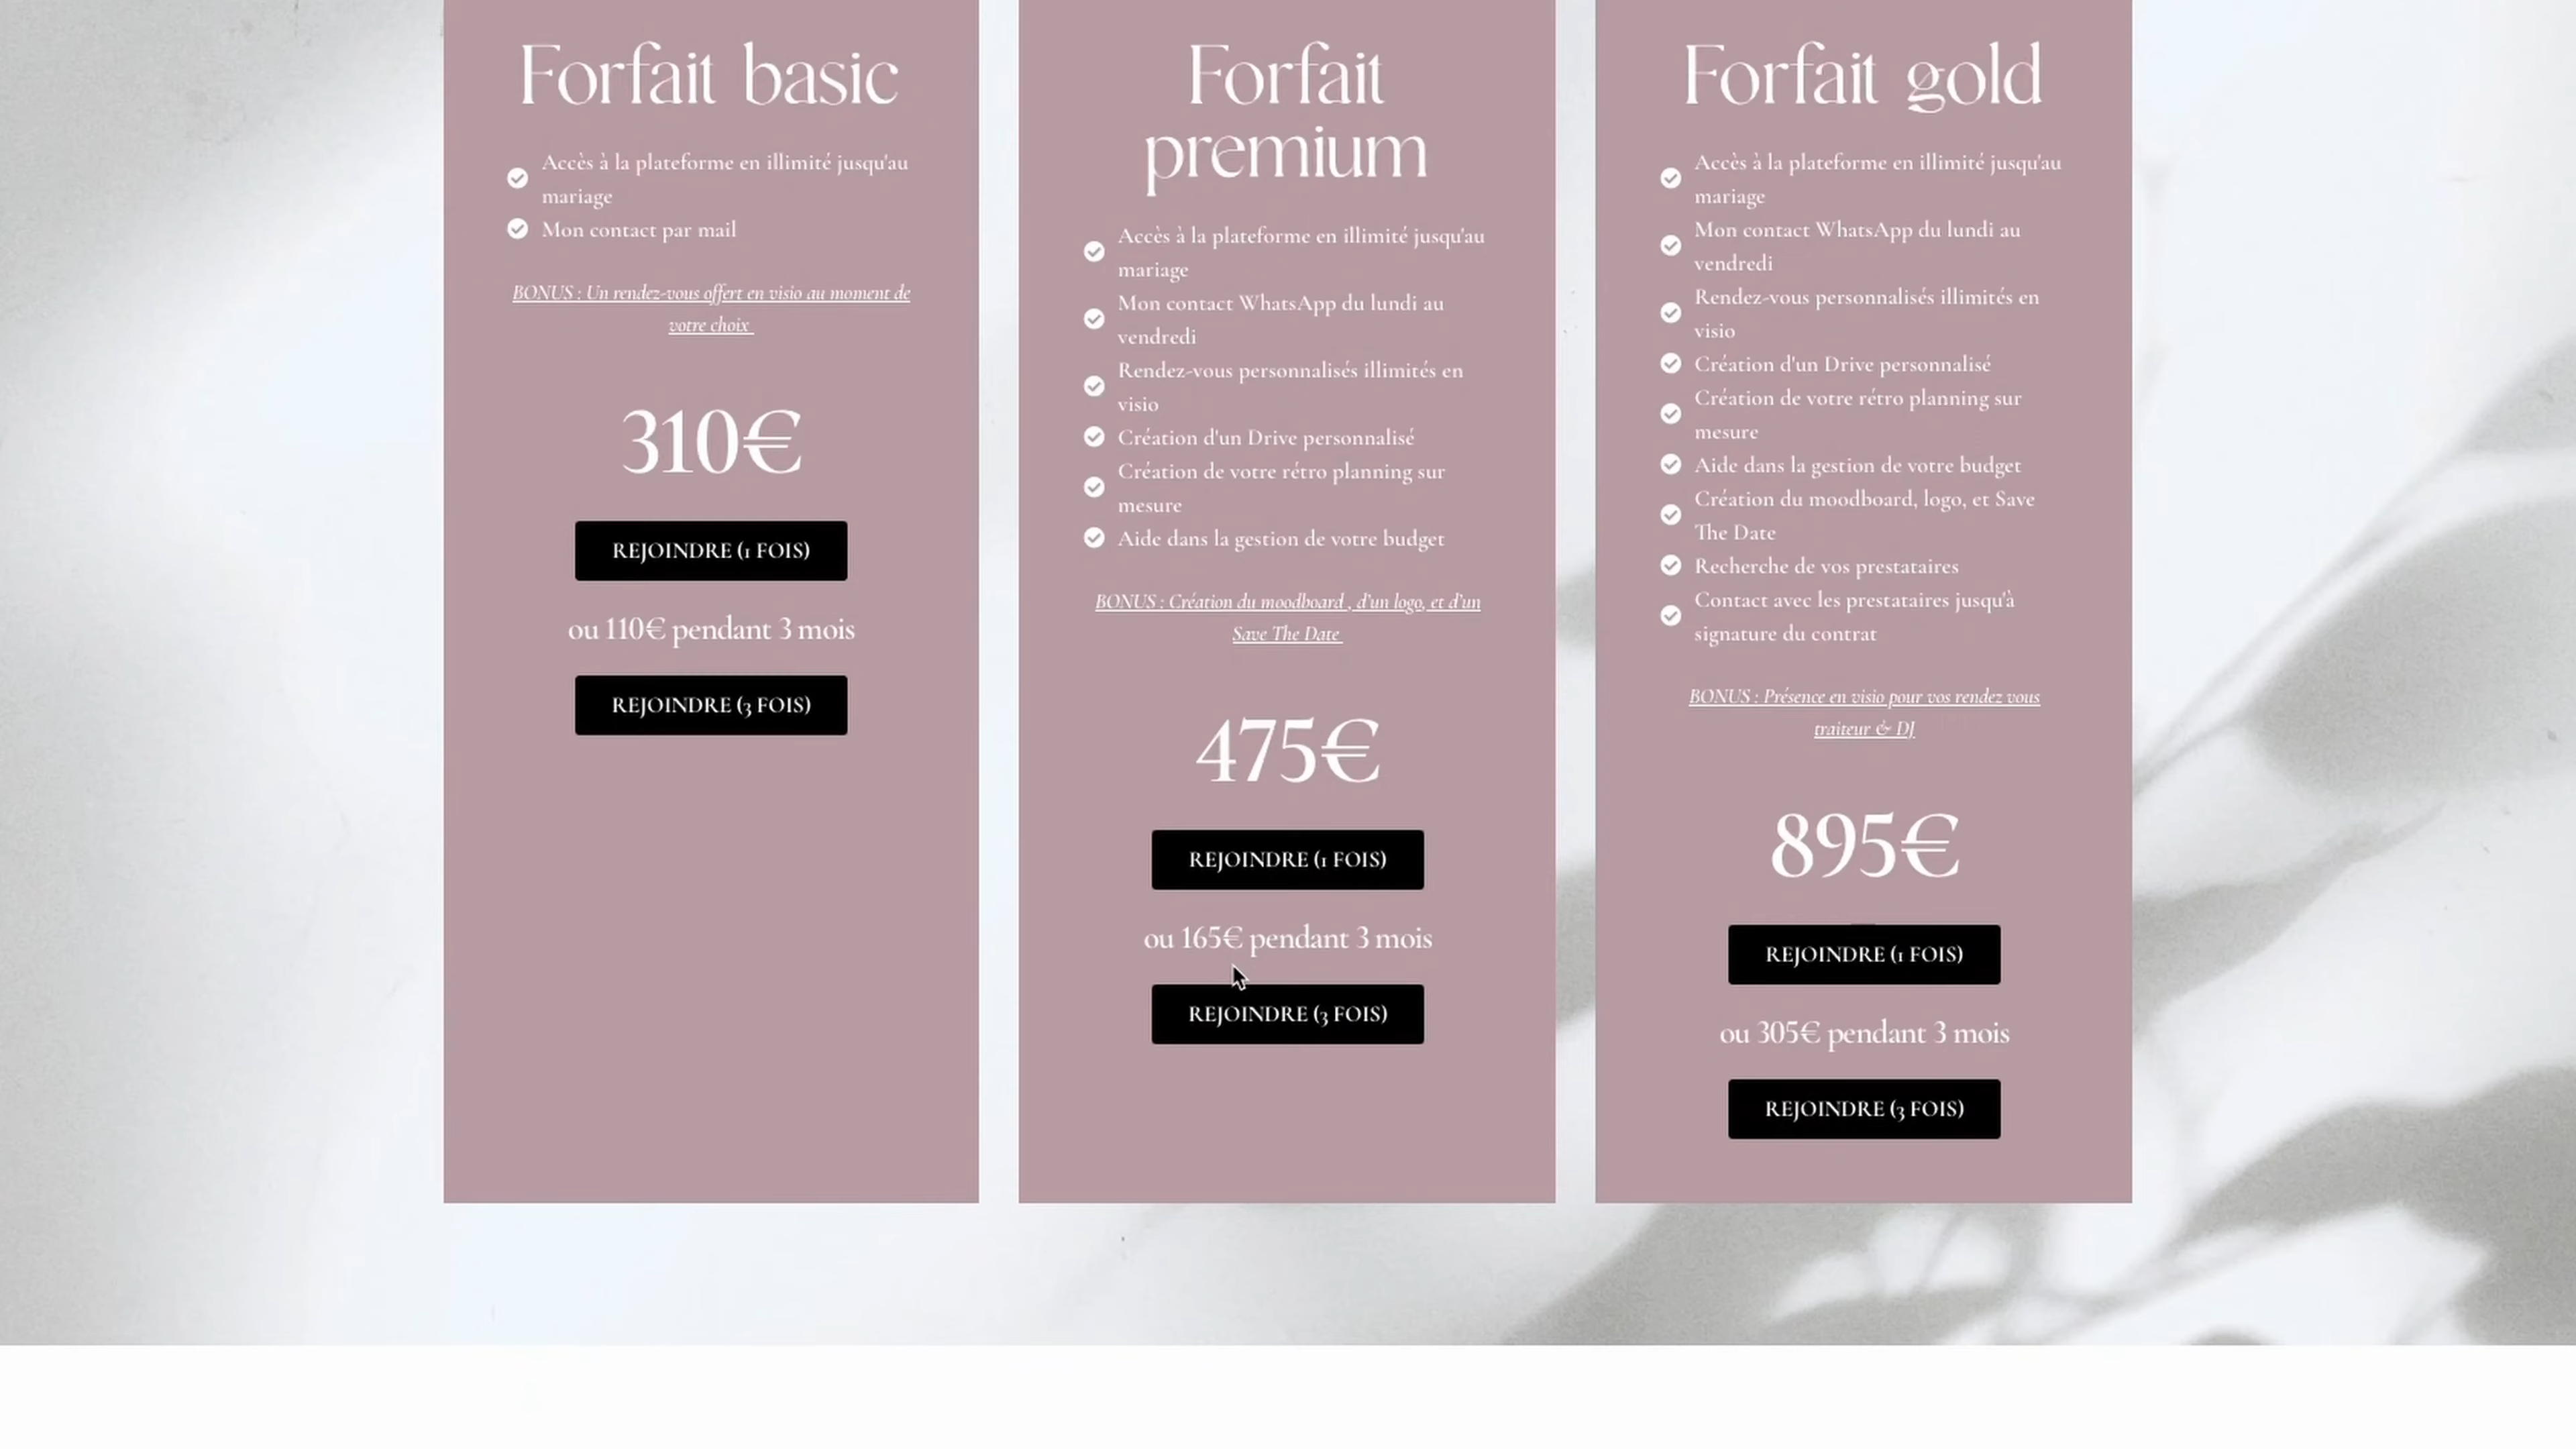 Forfait basic
Accès à la plateforme en illimité jusqu'au
mariage
Mon contact par mail
BONUS : Un rendez-vous offert en visio au moment de
votre choix
310€
REJOINDRE (1 FOIS)
ou 110€ pendant 3 mois
REJOINDRE (3 FOIS)
Forfait
premium
Accès à la plateforme en illimité jusqu'au
mariage
Mon contact WhatsApp du lundi au
vendredi
Rendez-vous personnalisés illimités en
visio
Création d'un Drive personnalisé
Création de votre rétro planning sur
mesure
Aide dans la gestion de votre budget
BONUS : Création du moodboard , d'un logo, et d'un
Save The Date
475€
REJOINDRE (1 FOIS)
ou 165€ pendant 3 mois
REJOINDRE (3 FOIS)
Forfait gold
Accès à la plateforme en illimité jusqu'au
mariage
Mon contact WhatsApp du lundi au
vendredi
Rendez-vous personnalisés illimités en
visio
Création d'un Drive personnalisé
Création de votre rétro planning sur
mesure
Aide dans la gestion de votre budget
Création du moodboard, logo, et Save
The Date
Recherche de vos prestataires
Contact avec les prestataires jusqu'à
signature du contrat
BONUS : Présence en visio pour vos rendez vous
traiteur & DJ
895€
REJOINDRE (1 FOIS)
ou 305€ pendant 3 mois
REJOINDRE (3 FOIS)